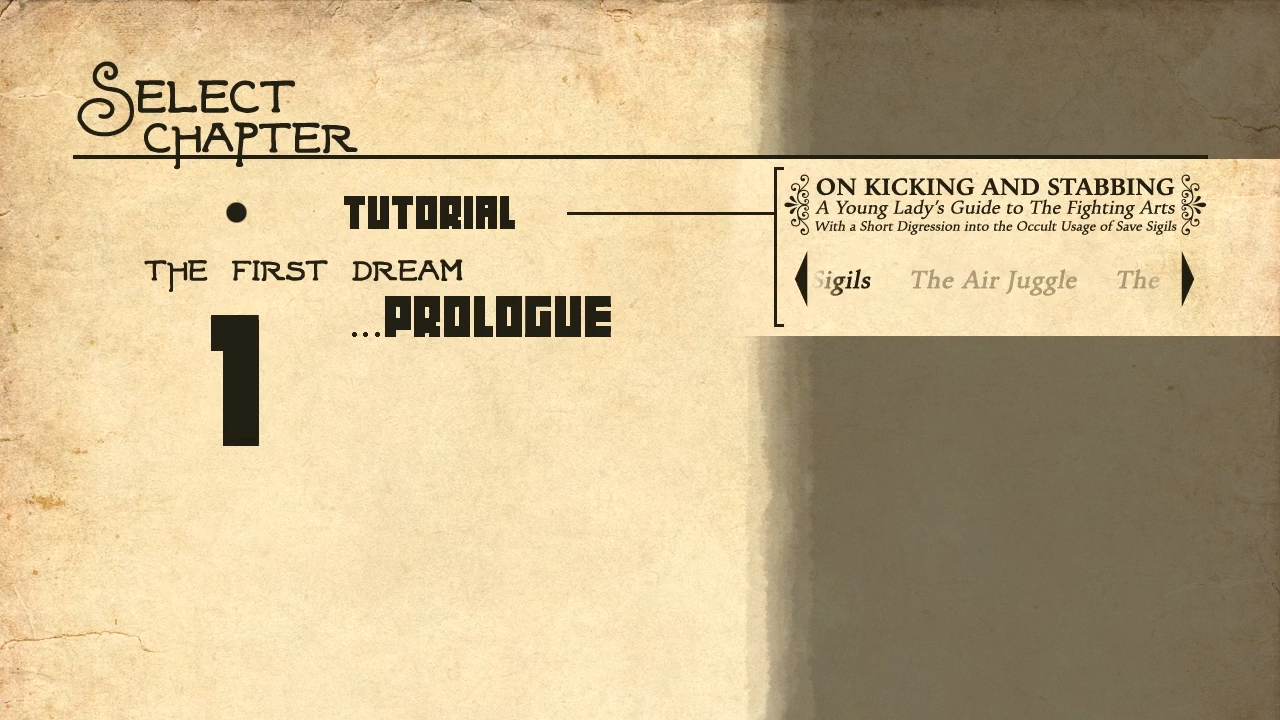 SELECT
CHAPTER
TUTORIAL
ON KICKING AND STABBING
A Young Lady's Guide to The Fighting Arts
With a Short Digression into the Occult Usage of Save Sigils
Sigils The Air Juggle The
THE FIRST DREAM
1
...PROLOGUE